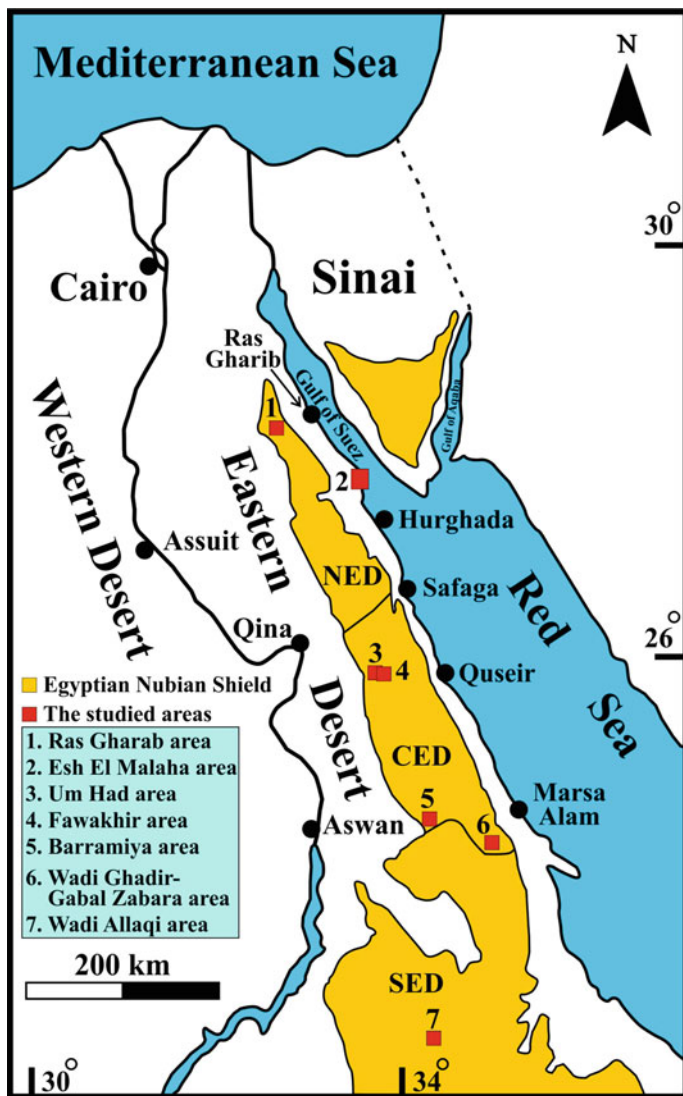 Mediterranean Sea
N
30°
Cairo
Sinai
Ras
Gharib
Gulf of Suez
Gulf of Aqaba
1
2
Western Desert
Eastern
Desert
Hurghada
Assuit
NED
Safaga
Red
Sea
Qina
26°
3
4
Quseir
Egyptian Nubian Shield
The studied areas
1. Ras Gharab area
2. Esh El Malaha area
3. Um Had area
4. Fawakhir area
5. Barramiya area
6. Wadi Ghadir-
Gabal Zabara area
7. Wadi Allaqi area
CED
Marsa
Alam
5
Aswan
6
200 km
SED
7
30°
34°